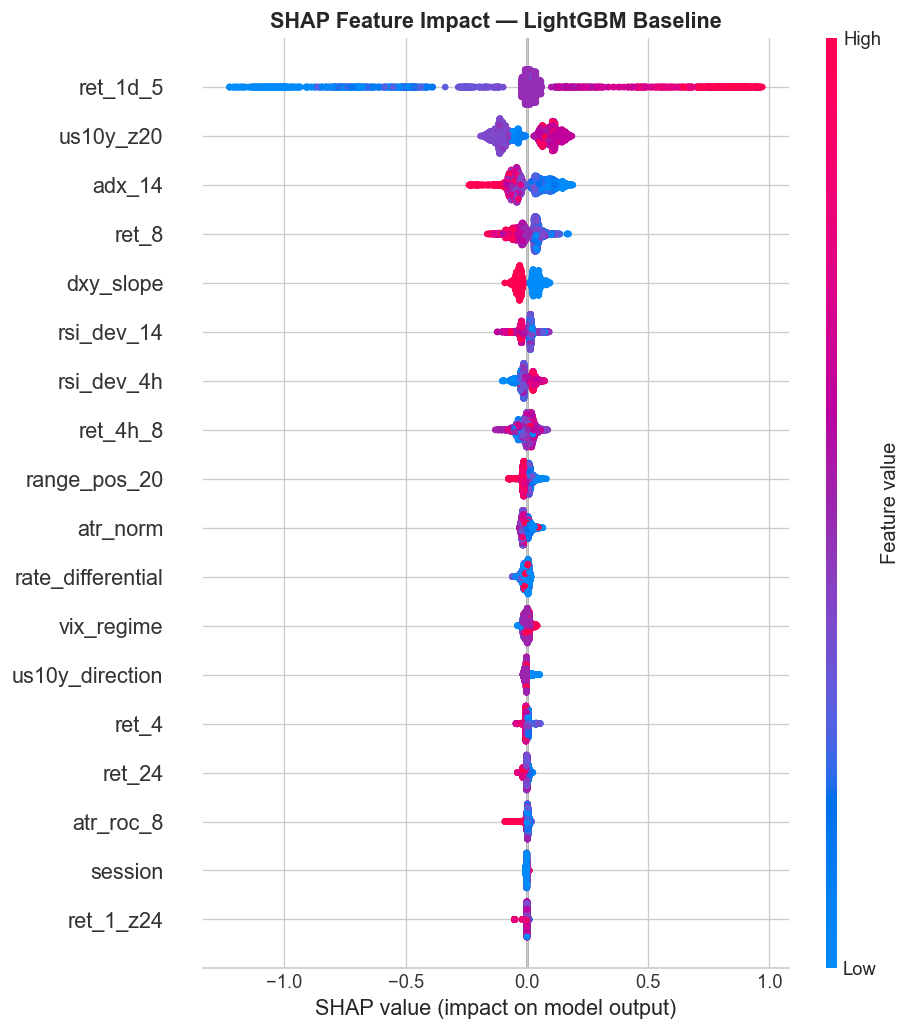 SHAP Feature Impact — LightGBM Baseline
High
ret_1d_5
us10y_z20
adx_14
ret_8
dxy_slope
rsi_dev_14
rsi_dev_4h
ret_4h_8
range_pos_20
atr_norm
rate_differential
vix_regime
us10y_direction
ret_4
ret_24
atr_roc_8
session
ret_1_z24
Feature value
Low
−1.0 −0.5 0.0 0.5 1.0
SHAP value (impact on model output)